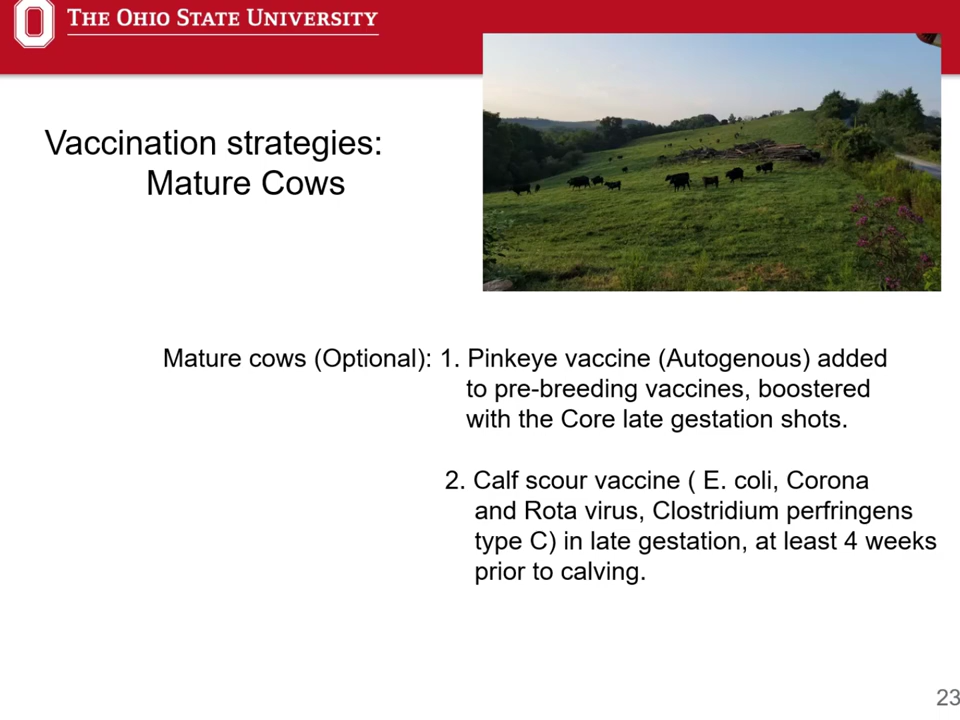 THE OHIO STATE UNIVERSITY
Vaccination strategies:
Mature Cows
Mature cows (Optional): 1. Pinkeye vaccine (Autogenous) added
to pre-breeding vaccines, boostered
with the Core late gestation shots.
2. Calf scour vaccine ( E. coli, Corona
and Rota virus, Clostridium perfringens
type C) in late gestation, at least 4 weeks
prior to calving.
23